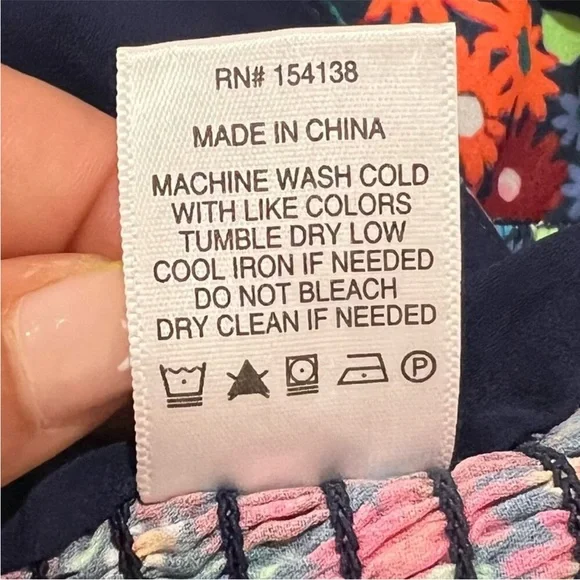 RN# 154138
MADE IN CHINA
MACHINE WASH COLD
WITH LIKE COLORS
TUMBLE DRY LOW
COOL IRON IF NEEDED
DO NOT BLEACH
DRY CLEAN IF NEEDED
P